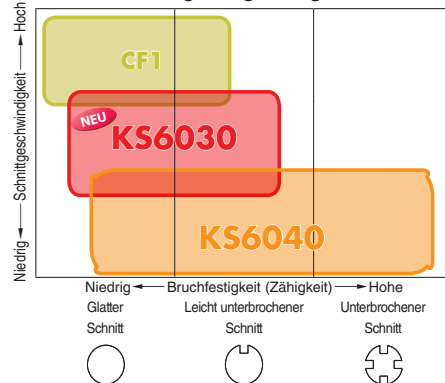 Hoch
Schnittgeschwindigkeit
Niedrig
CF1
NEU
KS6030
KS6040
Niedrig Bruchfestigkeit (Zähigkeit) Hohe
Glatter Leicht unterbrochener Unterbrochener
Schnitt Schnitt Schnitt